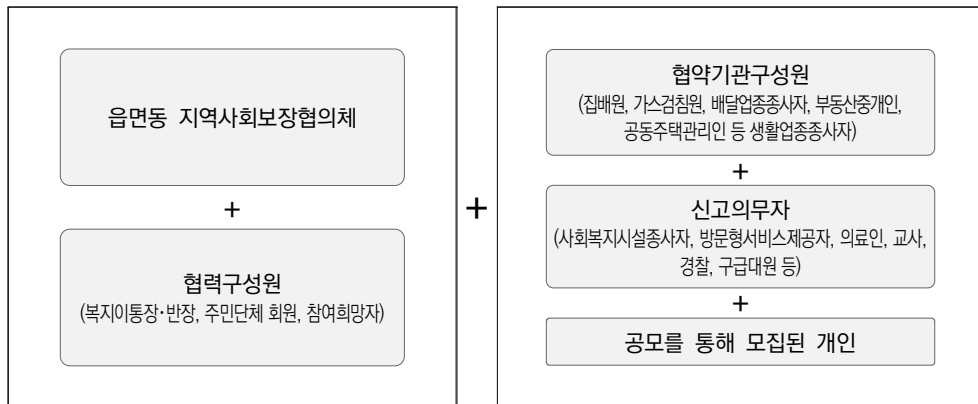 읍면동 지역사회보장협의체
+
협력구성원
(복지이통장·반장, 주민단체 회원, 참여희망자)
+
협약기관구성원
(집배원, 가스검침원, 배달업종종사자, 부동산중개인,
공동주택관리인 등 생활업종종사자)
+
신고의무자
(사회복지시설종사자, 방문형서비스제공자, 의료인, 교사,
경찰, 구급대원 등)
+
공모를 통해 모집된 개인